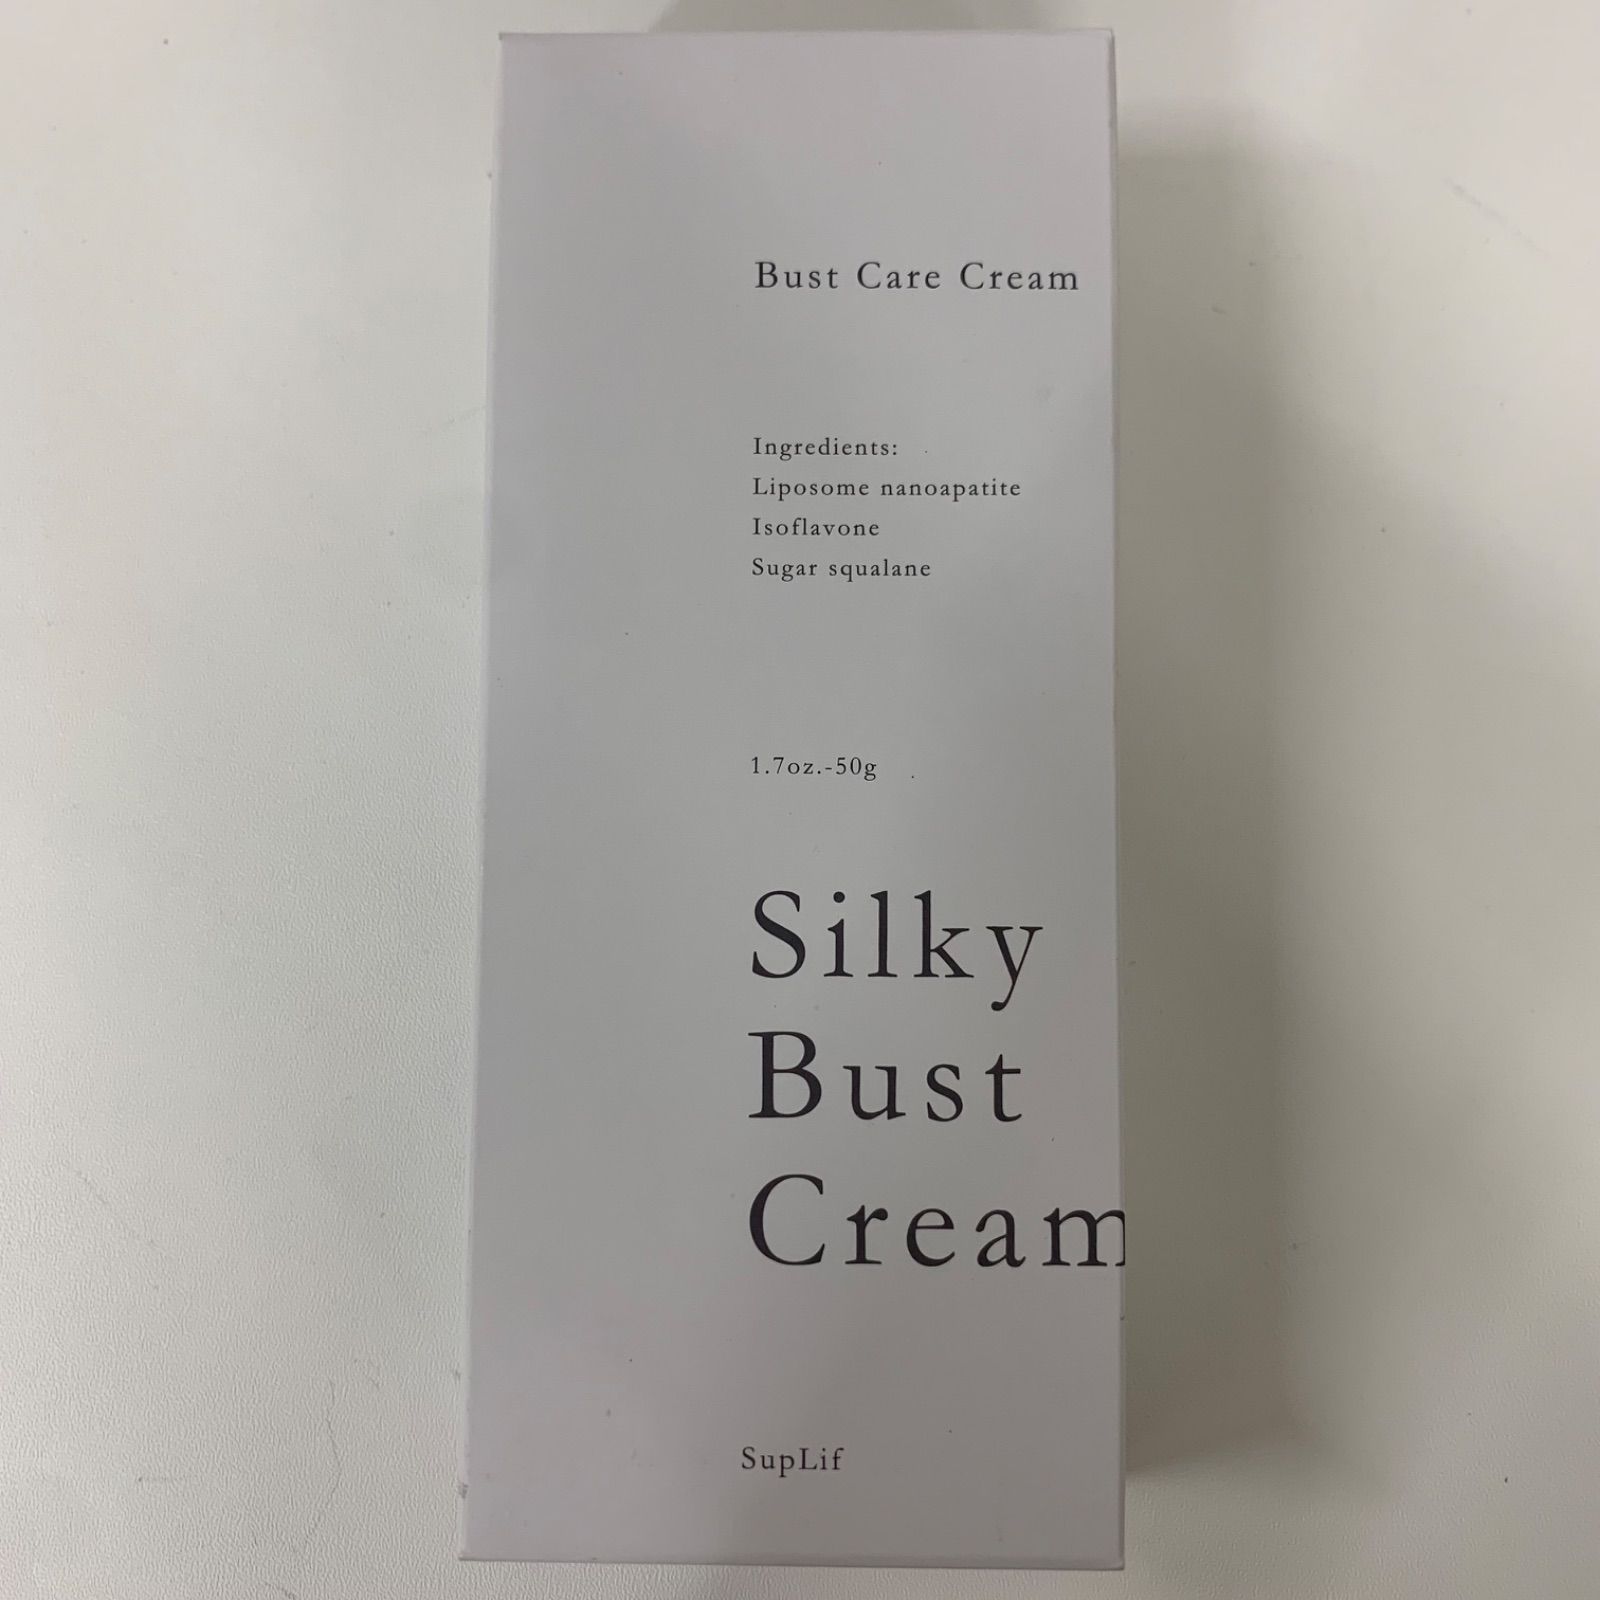 Bust Care Cream
Ingredients:
Liposome nanoapatite
Isoflavone
Sugar squalane
1.7oz.-50g
Silky
Bust
Cream
SupLif